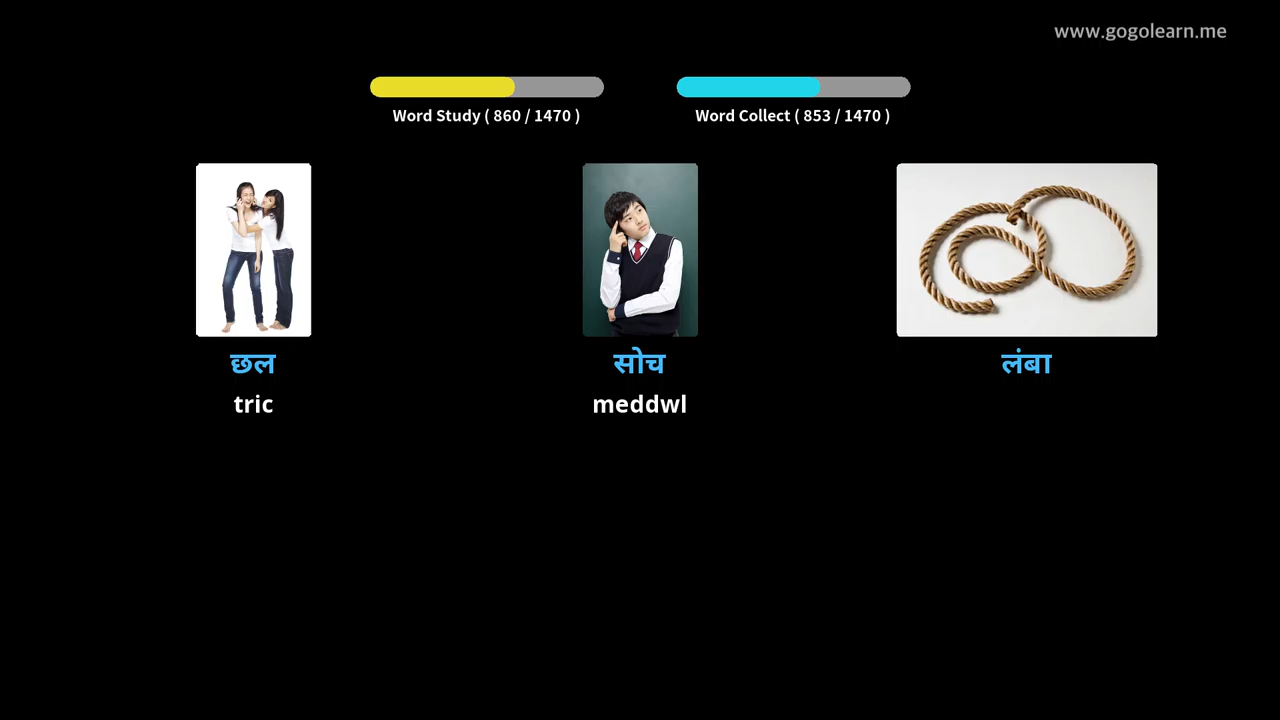 www.gogolearn.me
Word Study ( 860 / 1470 )
Word Collect ( 853 / 1470 )
छल
सोच
लंबा
tric
meddwl